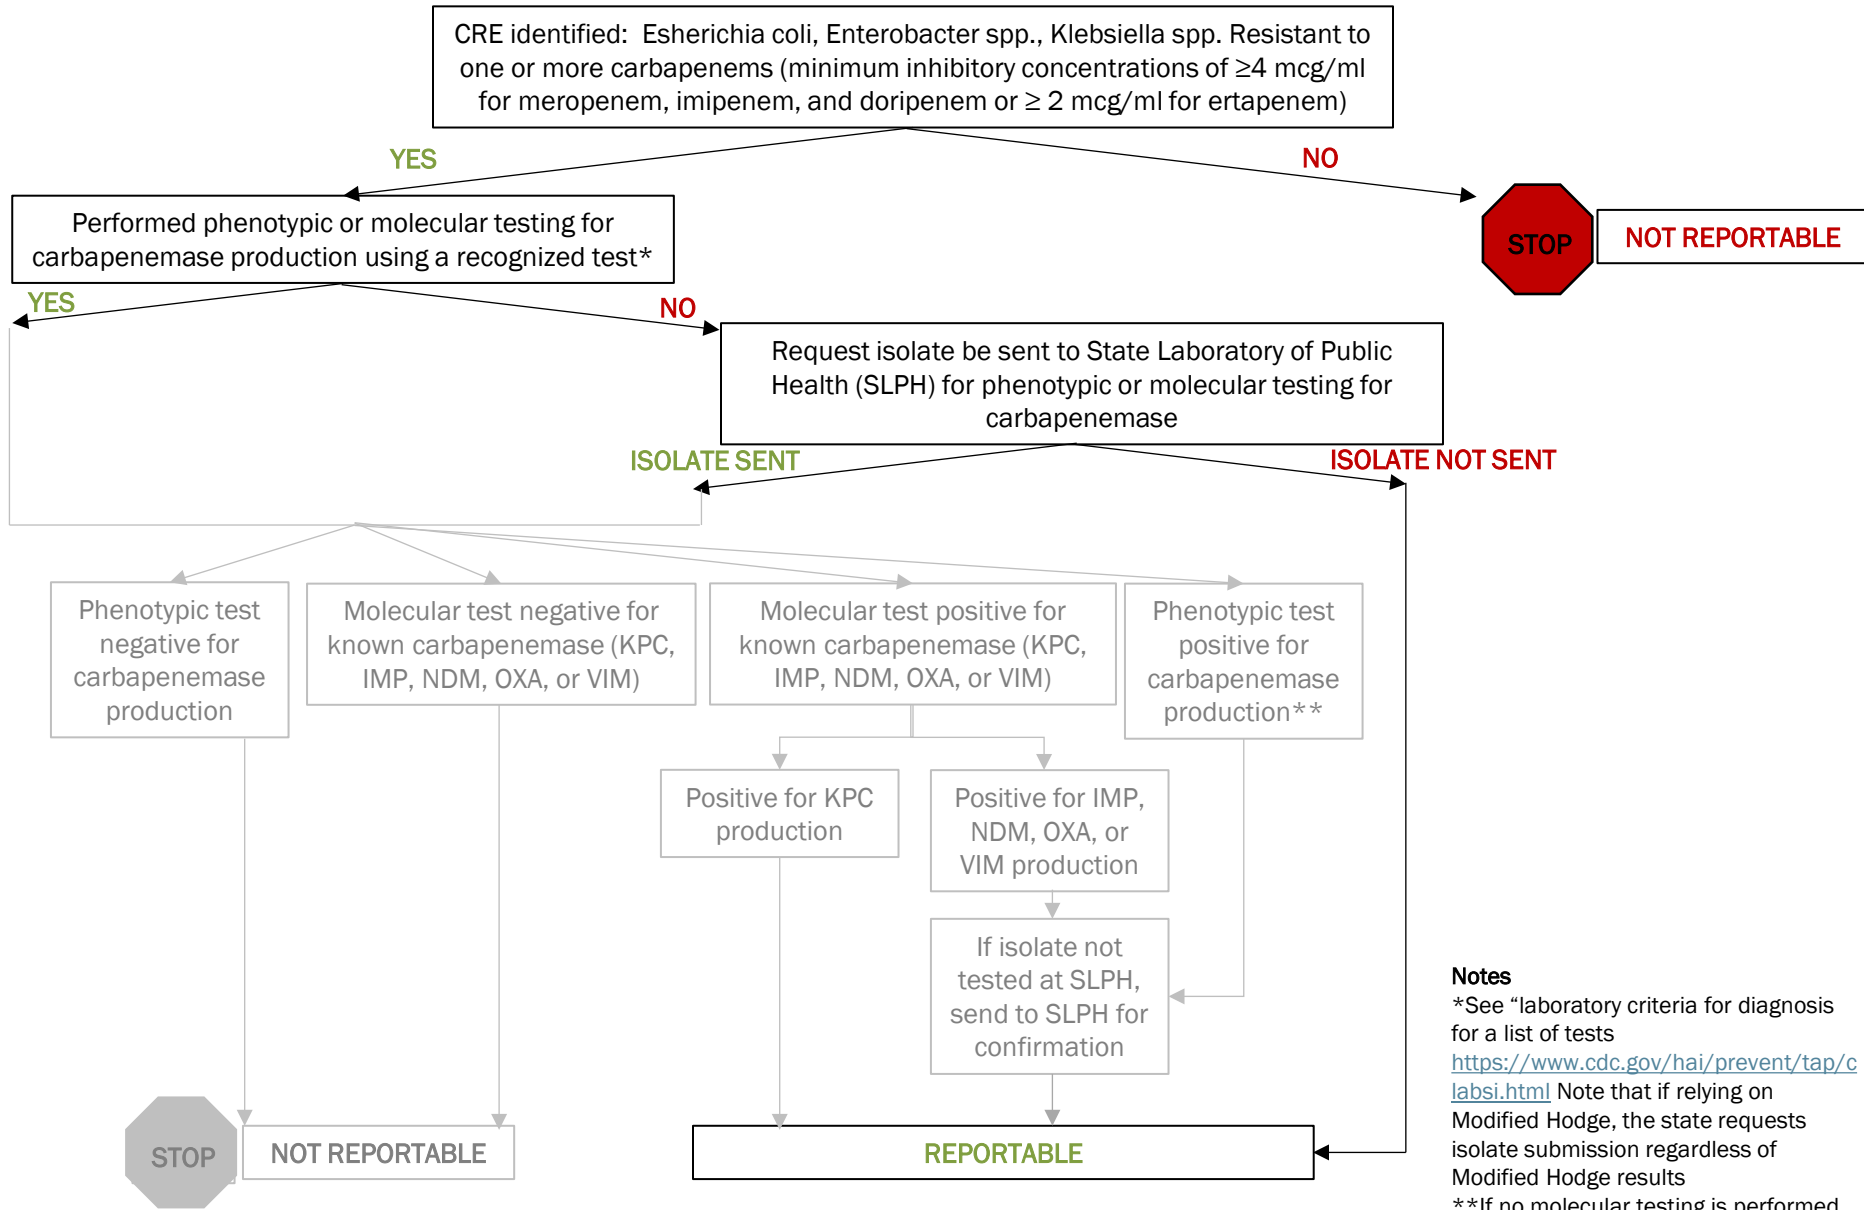 CRE identified:  Esherichia coli, Enterobacter spp., Klebsiella spp. Resistant to
one or more carbapenems (minimum inhibitory concentrations of ≥4 mcg/ml
for meropenem, imipenem, and doripenem or ≥ 2 mcg/ml for ertapenem)
YES
NO
Performed phenotypic or molecular testing for
carbapenemase production using a recognized test*
STOP
NOT REPORTABLE
YES
NO
Request isolate be sent to State Laboratory of Public
Health (SLPH) for phenotypic or molecular testing for
carbapenemase
ISOLATE SENT
ISOLATE NOT SENT
Phenotypic test
negative for
carbapenemase
production
Molecular test negative for
known carbapenemase (KPC,
IMP, NDM, OXA, or VIM)
Molecular test positive for
known carbapenemase (KPC,
IMP, NDM, OXA, or VIM)
Phenotypic test
positive for
carbapenemase
production**
Positive for KPC
production
Positive for IMP,
NDM, OXA, or
VIM production
If isolate not
tested at SLPH,
send to SLPH for
confirmation
STOP
NOT REPORTABLE
REPORTABLE
Notes
*See “laboratory criteria for diagnosis
for a list of tests
https://www.cdc.gov/hai/prevent/tap/c
labsi.html Note that if relying on
Modified Hodge, the state requests
isolate submission regardless of
Modified Hodge results
**If no molecular testing is performed